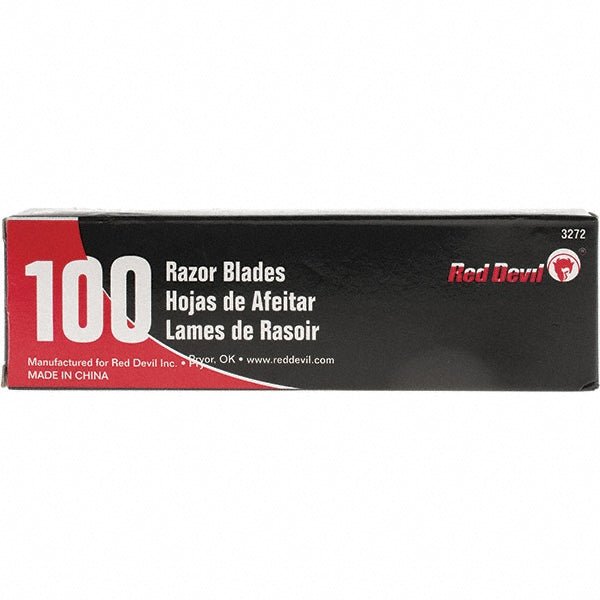 3272
Red Devil®
100
Razor Blades
Hojas de Afeitar
Lames de Rasoir
Manufactured for Red Devil Inc. • Pryor, OK • www.reddevil.com
MADE IN CHINA